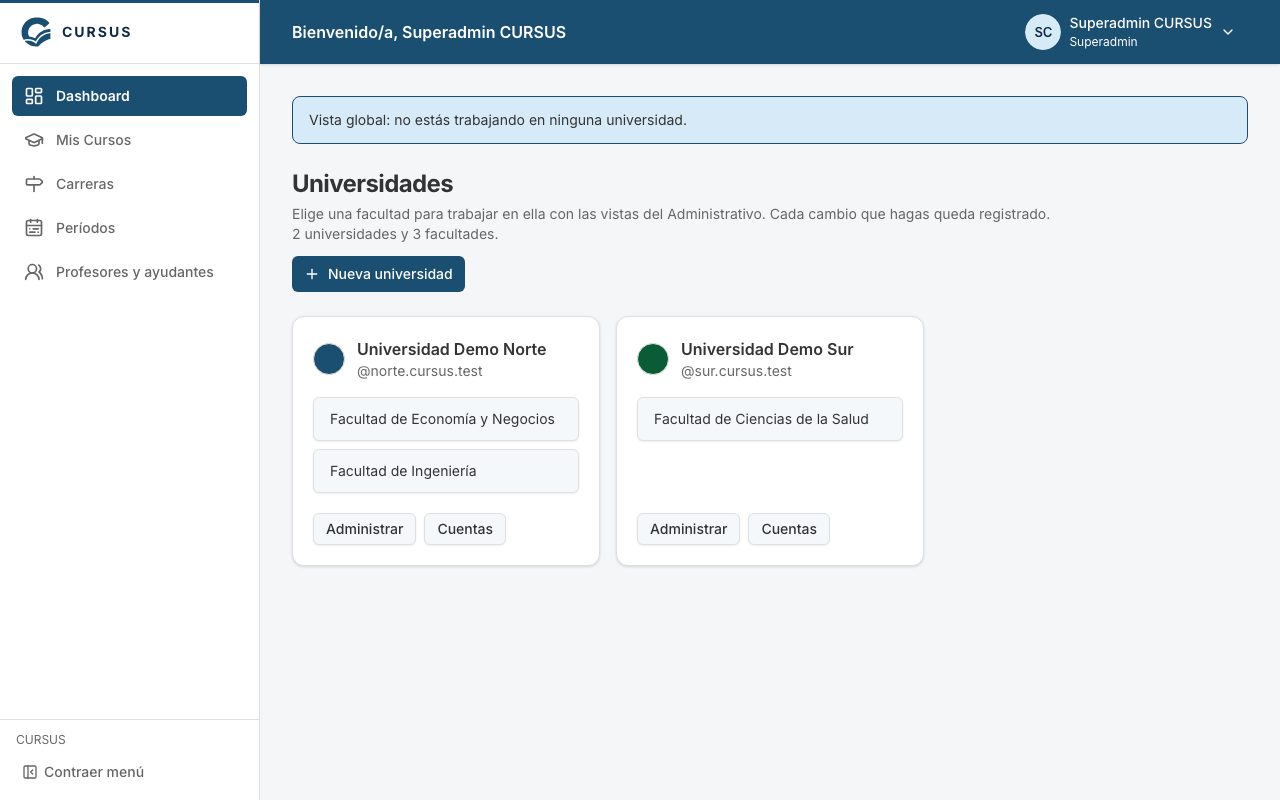 CURSUS
Bienvenido/a, Superadmin CURSUS
SC
Superadmin CURSUS
Superadmin
Dashboard
Mis Cursos
Carreras
Períodos
Profesores y ayudantes
Vista global: no estás trabajando en ninguna universidad.
Universidades
Elige una facultad para trabajar en ella con las vistas del Administrativo. Cada cambio que hagas queda registrado.
2 universidades y 3 facultades.
+ Nueva universidad
Universidad Demo Norte
@norte.cursus.test
Facultad de Economía y Negocios
Facultad de Ingeniería
Administrar
Cuentas
Universidad Demo Sur
@sur.cursus.test
Facultad de Ciencias de la Salud
Administrar
Cuentas
CURSUS
Contraer menú